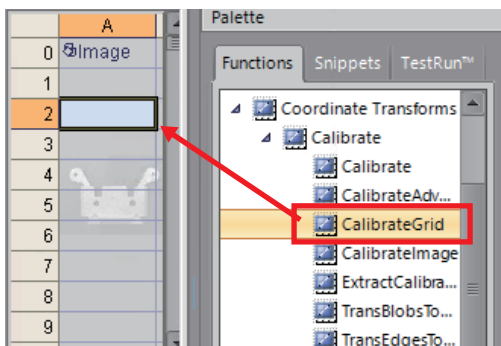 A
0 Image
1
2
3
4
5
6
7
8
9
Palette
Functions Snippets TestRun™
Coordinate Transforms
Calibrate
Calibrate
CalibrateAdv...
CalibrateGrid
CalibrateImage
ExtractCalibra...
TransBlobsTo...
TransEdgesTo...